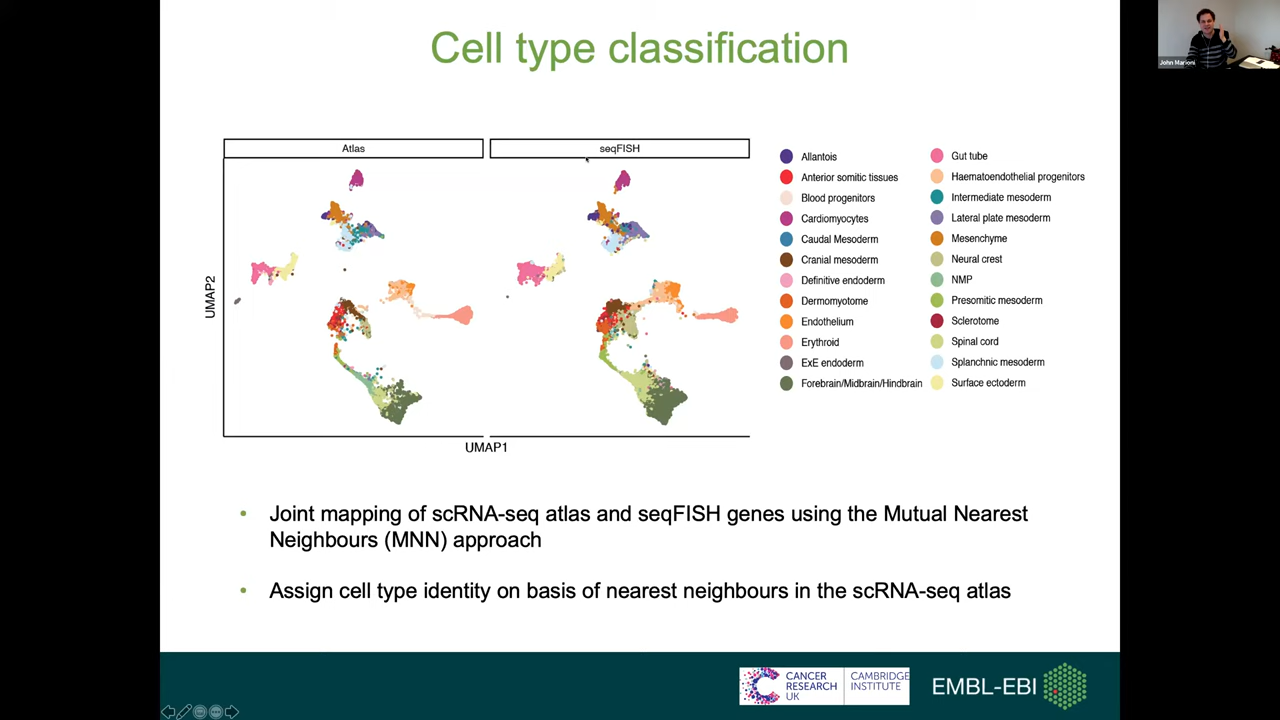 Cell type classification
John Marioni
Atlas
seqFISH
UMAP2
UMAP1
Allantois
Anterior somitic tissues
Blood progenitors
Cardiomyocytes
Caudal Mesoderm
Cranial mesoderm
Definitive endoderm
Dermomyotome
Endothelium
Erythroid
ExE endoderm
Forebrain/Midbrain/Hindbrain
Gut tube
Haematoendothelial progenitors
Intermediate mesoderm
Lateral plate mesoderm
Mesenchyme
Neural crest
NMP
Presomitic mesoderm
Sclerotome
Spinal cord
Splanchnic mesoderm
Surface ectoderm
• Joint mapping of scRNA-seq atlas and seqFISH genes using the Mutual Nearest
Neighbours (MNN) approach
• Assign cell type identity on basis of nearest neighbours in the scRNA-seq atlas
CANCER
RESEARCH
UK
CAMBRIDGE
INSTITUTE
EMBL-EBI